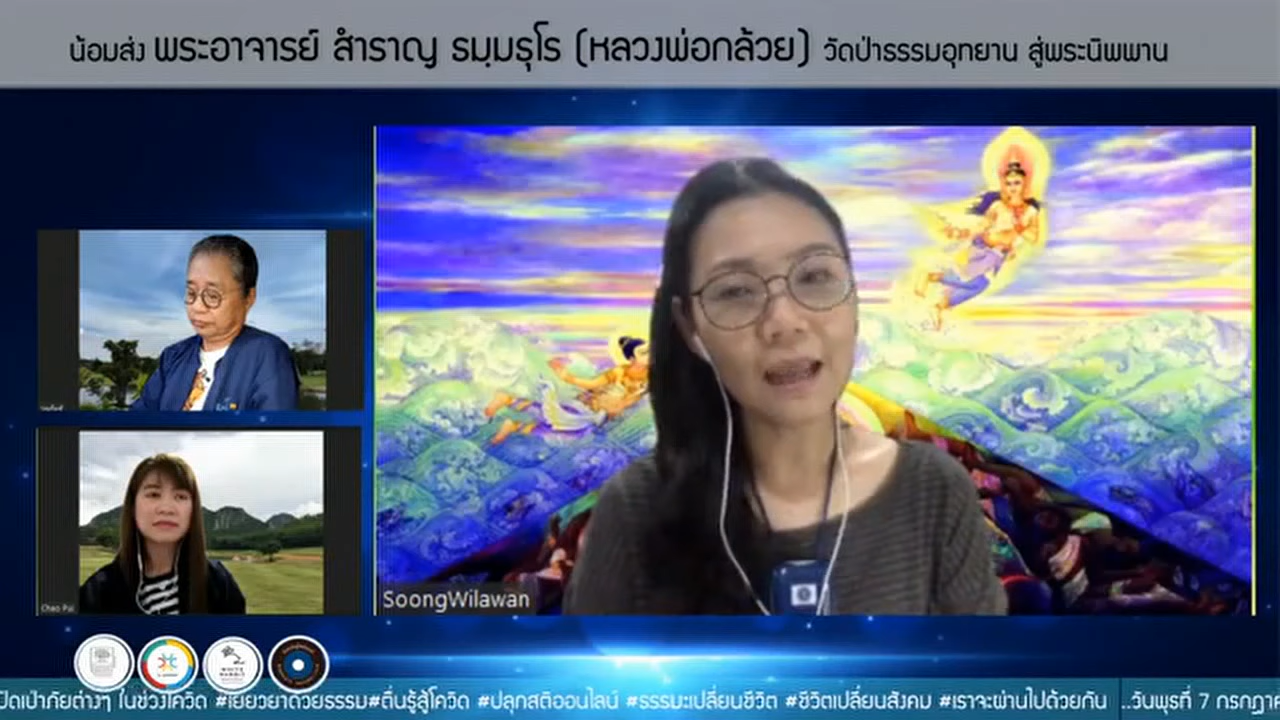 น้อมส่ง พระอาจารย์ สำราญ ธมฺมธุโร (หลวงพ่อกล้วย) วัดป่าธรรมอุทยาน สู่พระนิพพาน
SoongWilawan
Chao Pui
ปัดเป่าภัยต่างๆ ในช่วงโควิด #เยียวยาด้วยธรรม#ตื่นรู้สู้โควิด #ปลุกสติออนไลน์ #ธรรมะเปลี่ยนชีวิต #ชีวิตเปลี่ยนสังคม #เราจะผ่านไปด้วยกัน ..วันพุธที่ 7 กรกฎา